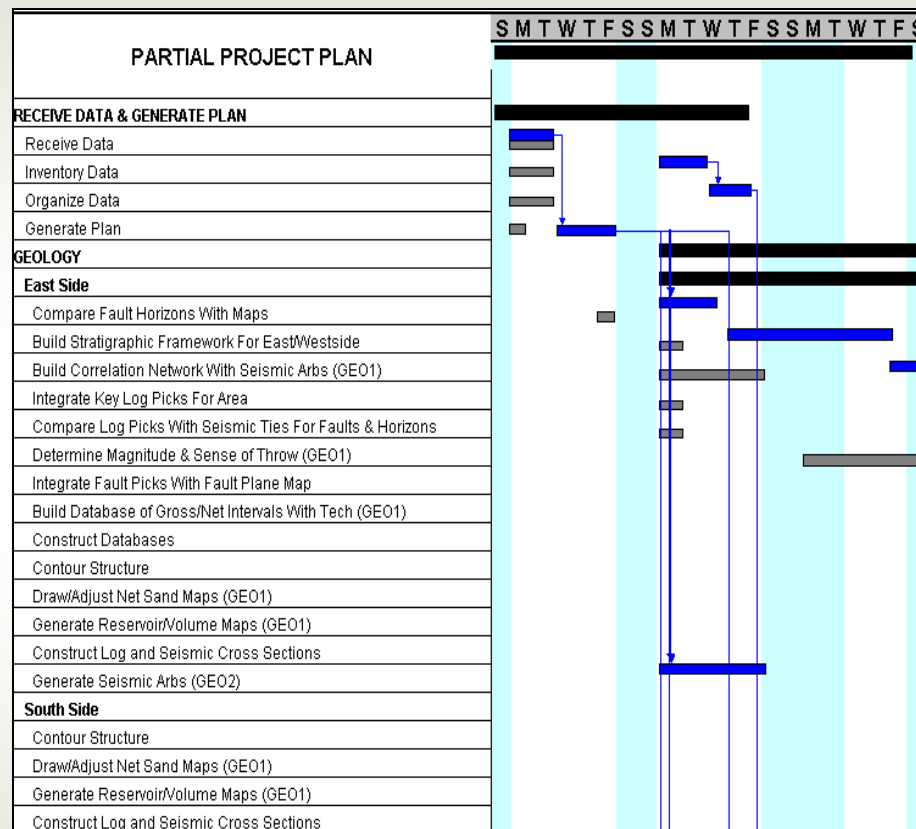 S M T W T F S S M T W T F S S M T W T F S
PARTIAL PROJECT PLAN
RECEIVE DATA & GENERATE PLAN
Receive Data
Inventory Data
Organize Data
Generate Plan
GEOLOGY
East Side
Compare Fault Horizons With Maps
Build Stratigraphic Framework For East/Westside
Build Correlation Network With Seismic Arbs (GEO1)
Integrate Key Log Picks For Area
Compare Log Picks With Seismic Ties For Faults & Horizons
Determine Magnitude & Sense of Throw (GEO1)
Integrate Fault Picks With Fault Plane Map
Build Database of Gross/Net Intervals With Tech (GEO1)
Construct Databases
Contour Structure
Draw/Adjust Net Sand Maps (GEO1)
Generate Reservoir/Volume Maps (GEO1)
Construct Log and Seismic Cross Sections
Generate Seismic Arbs (GEO2)
South Side
Contour Structure
Draw/Adjust Net Sand Maps (GEO1)
Generate Reservoir/Volume Maps (GEO1)
Construct Log and Seismic Cross Sections